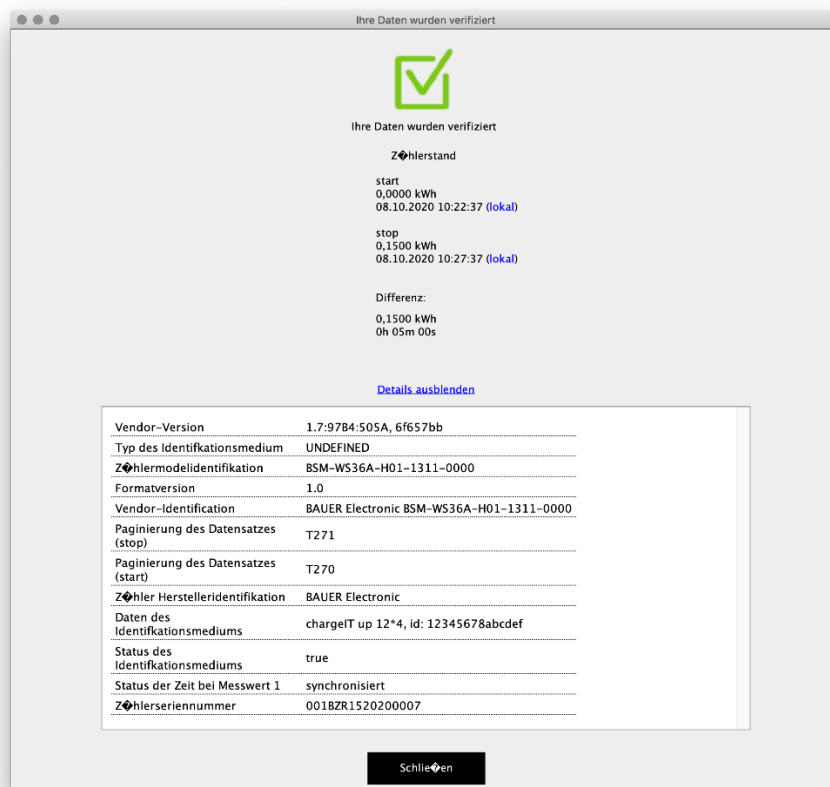 Ihre Daten wurden verifiziert
Ihre Daten wurden verifiziert
Z�hlerstand
start
0,0000 kWh
08.10.2020 10:22:37 (lokal)
stop
0,1500 kWh
08.10.2020 10:27:37 (lokal)
Differenz:
0,1500 kWh
0h 05m 00s
Details ausblenden
Vendor-Version 1.7:97B4:505A, 6f657bb
Typ des Identifkationsmedium UNDEFINED
Z�hlermodelidentifikation BSM-WS36A-H01-1311-0000
Formatversion 1.0
Vendor-Identification BAUER Electronic BSM-WS36A-H01-1311-0000
Paginierung des Datensatzes
(stop) T271
Paginierung des Datensatzes
(start) T270
Z�hler Herstelleridentifikation BAUER Electronic
Daten des
Identifkationsmediums chargeIT up 12*4, id: 12345678abcdef
Status des
Identifkationsmediums true
Status der Zeit bei Messwert 1 synchronisiert
Z�hlerseriennummer 001BZR1520200007
Schlie�en